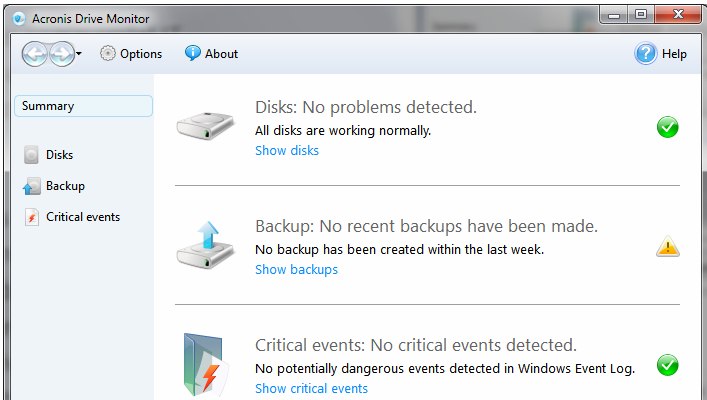 Acronis Drive Monitor
Options
About
Help
Summary
Disks
Backup
Critical events
Disks: No problems detected.
All disks are working normally.
Show disks
Backup: No recent backups have been made.
No backup has been created within the last week.
Show backups
Critical events: No critical events detected.
No potentially dangerous events detected in Windows Event Log.
Show critical events